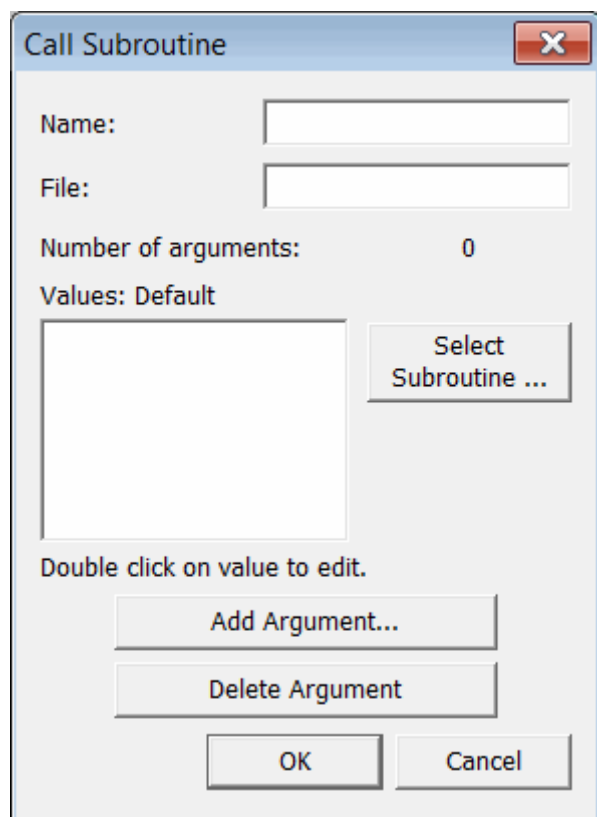 Call Subroutine
Name:
File:
Number of arguments: 0
Values: Default
Select
Subroutine ...
Double click on value to edit.
Add Argument...
Delete Argument
OK Cancel